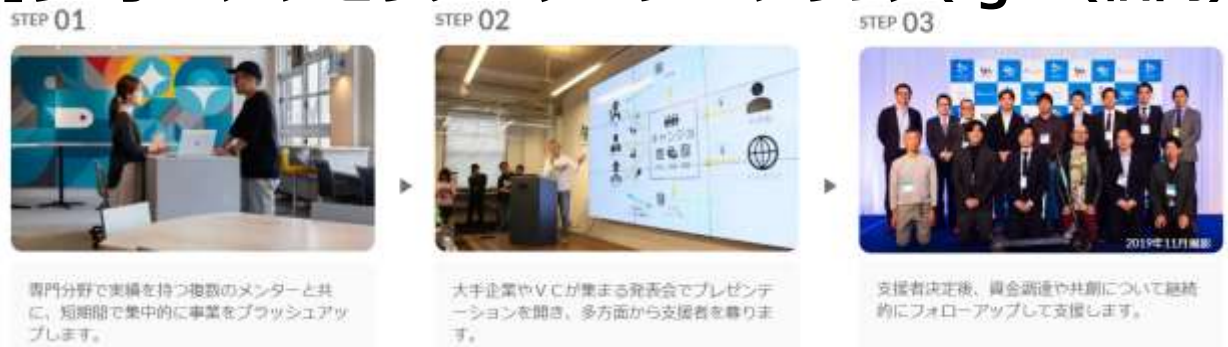 STEP 01
STEP 02
STEP 03
キャンジョ
2019年11月撮影
専門分野で実績を持つ複数のメンターと共
に、短期間で集中的に事業をブラッシュアッ
プします。
大手企業やＶＣが集まる発表会でプレゼンテ
ーションを開き、多方面から支援者を募りま
す。
支援者決定後、資金調達や共創について継続
的にフォローアップして支援します。